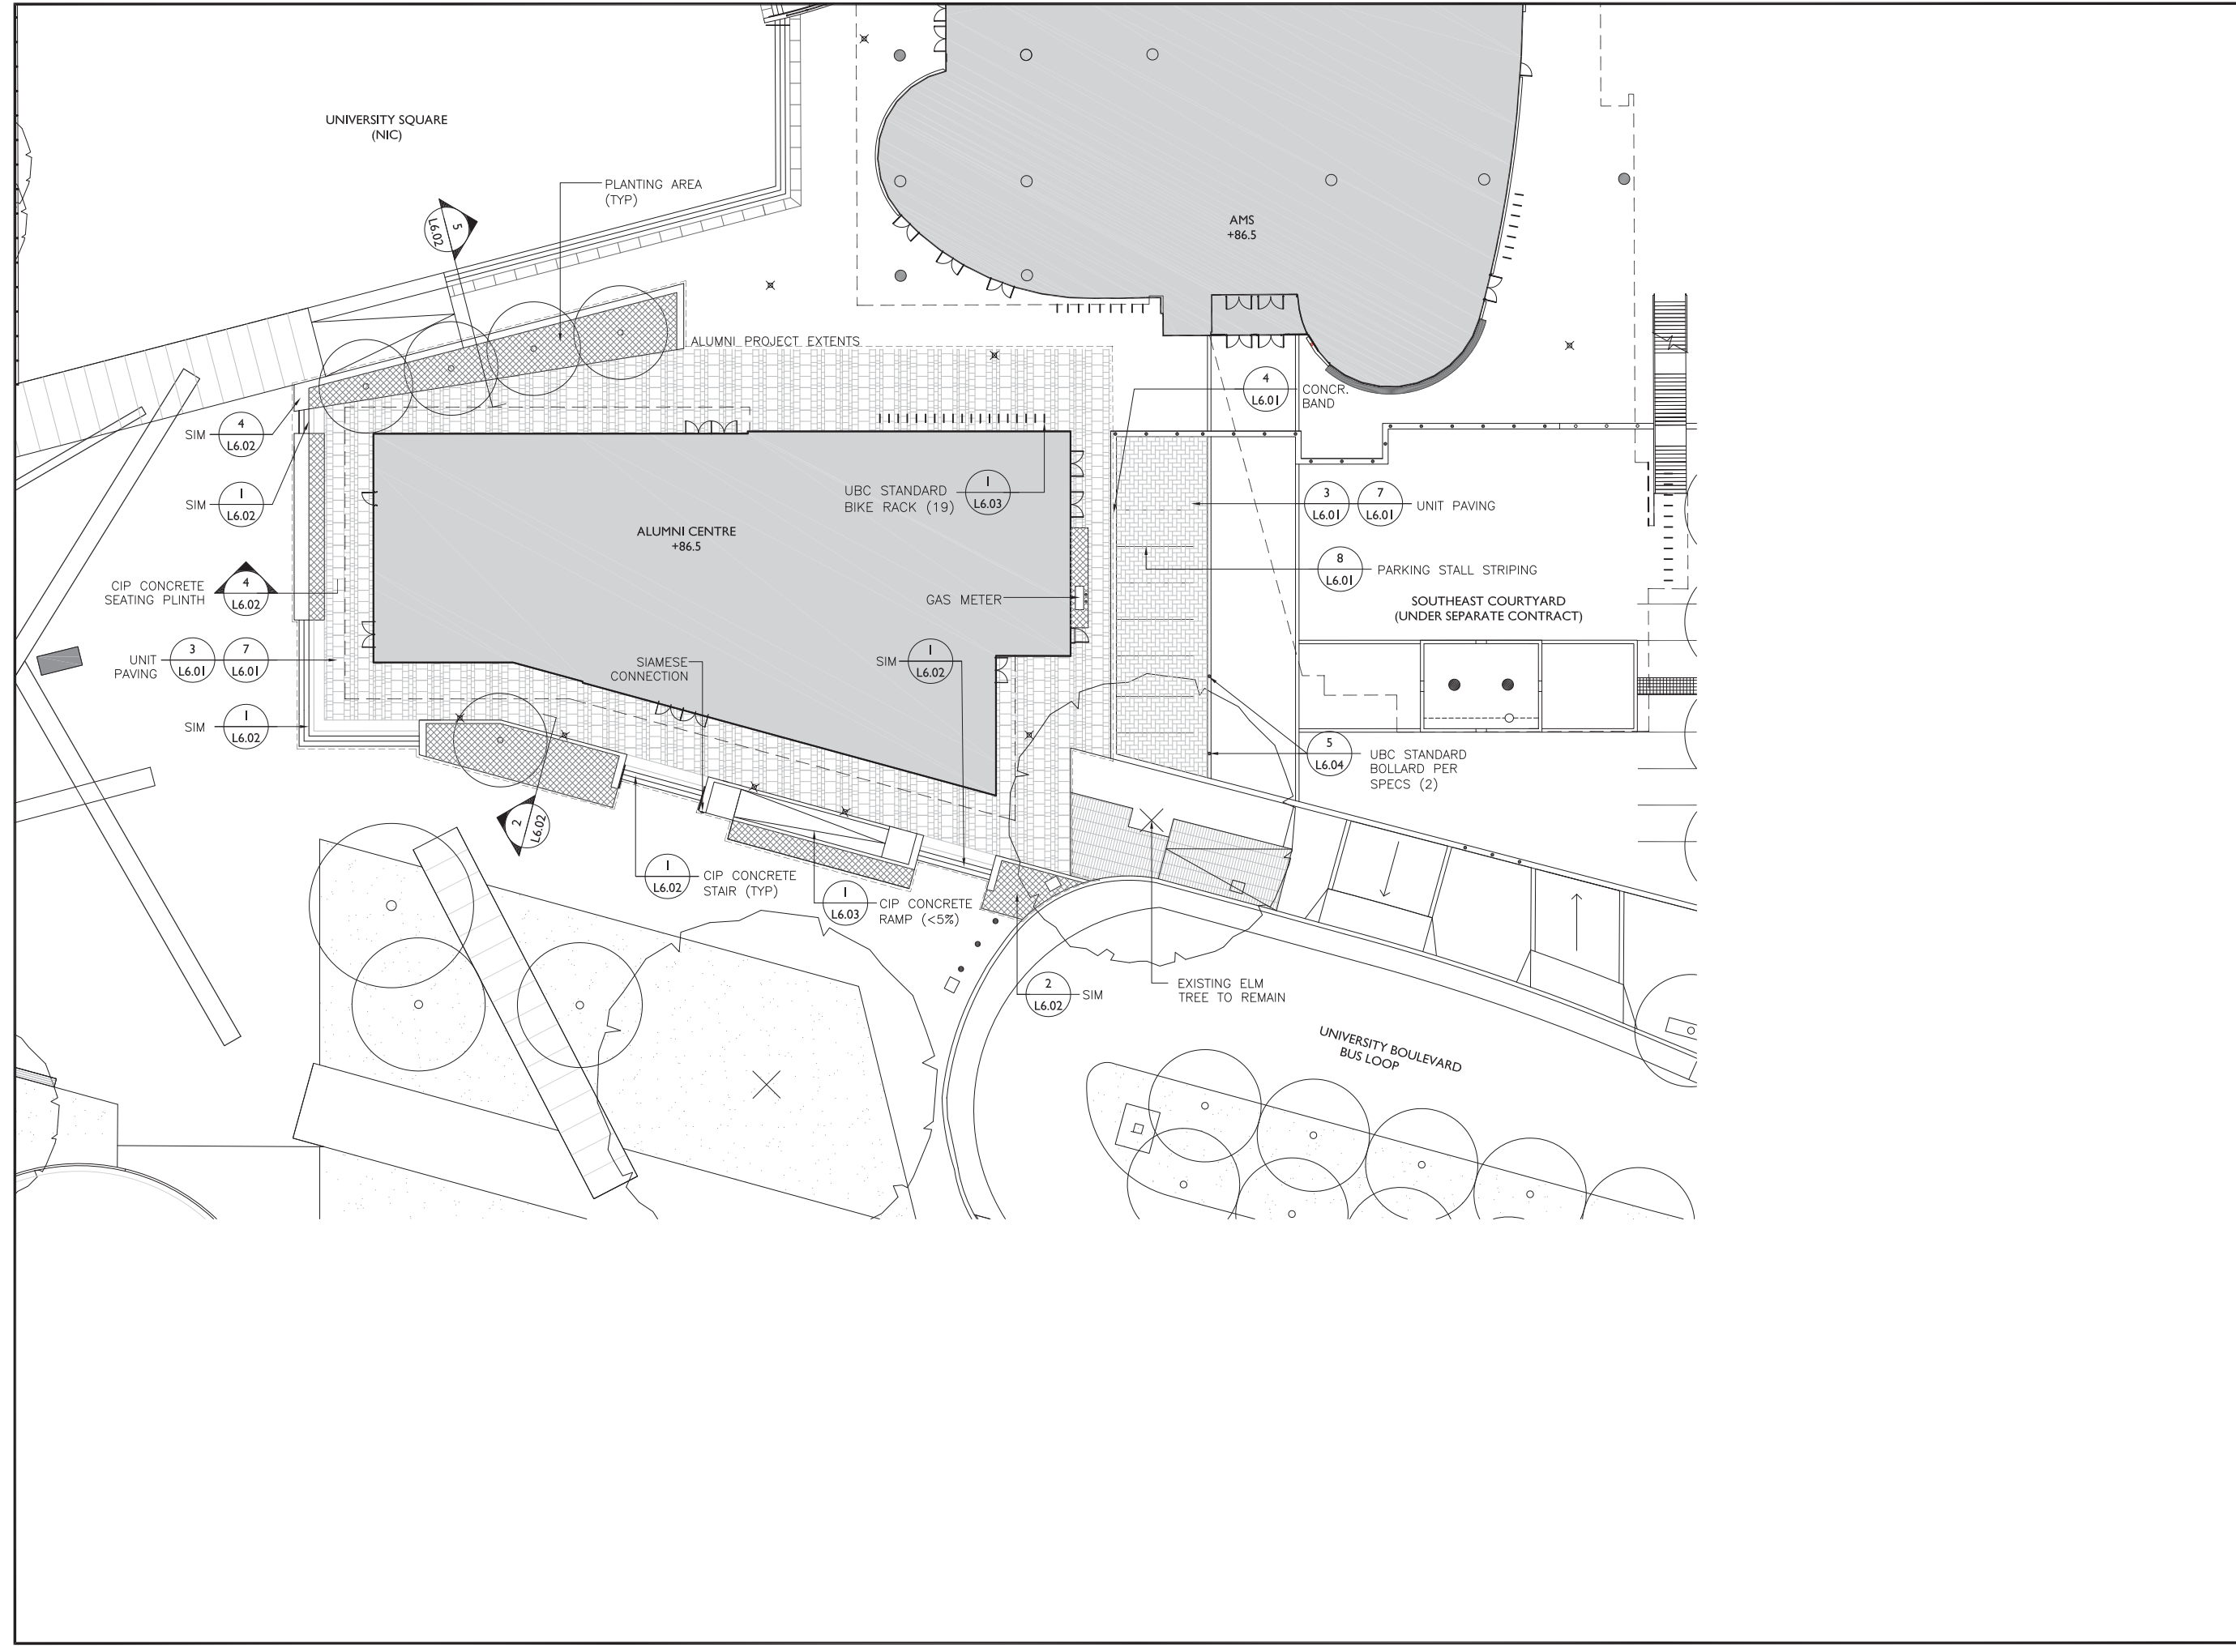 UNIVERSITY SQUARE
(NIC)
PLANTING AREA
(TYP)
5
L6.02
AMS
+86.5
ALUMNI PROJECT EXTENTS
4
L6.01
CONCR.
BAND
SIM
4
L6.02
SIM
1
L6.02
UBC STANDARD
BIKE RACK (19)
1
L6.03
3
L6.01
7
L6.01
UNIT PAVING
ALUMNI CENTRE
+86.5
8
L6.01
PARKING STALL STRIPING
CIP CONCRETE
SEATING PLINTH
4
L6.02
GAS METER
SOUTHEAST COURTYARD
(UNDER SEPARATE CONTRACT)
UNIT
PAVING
3
L6.01
7
L6.01
SIAMESE
CONNECTION
SIM
1
L6.02
SIM
1
L6.02
5
L6.04
UBC STANDARD
BOLLARD PER
SPECS (2)
2
L6.02
1
L6.02
CIP CONCRETE
STAIR (TYP)
1
L6.03
CIP CONCRETE
RAMP (<5%)
2
L6.02
SIM
EXISTING ELM
TREE TO REMAIN
UNIVERSITY BOULEVARD
BUS LOOP